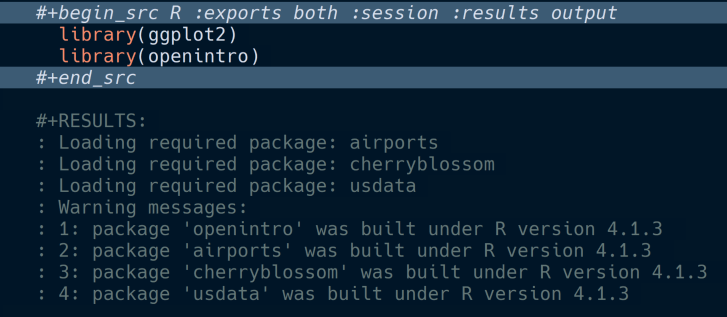 #+begin_src R :exports both :session :results output
library(ggplot2)
library(openintro)
#+end_src
#+RESULTS:
: Loading required package: airports
: Loading required package: cherryblossom
: Loading required package: usdata
: Warning messages:
: 1: package 'openintro' was built under R version 4.1.3
: 2: package 'airports' was built under R version 4.1.3
: 3: package 'cherryblossom' was built under R version 4.1.3
: 4: package 'usdata' was built under R version 4.1.3